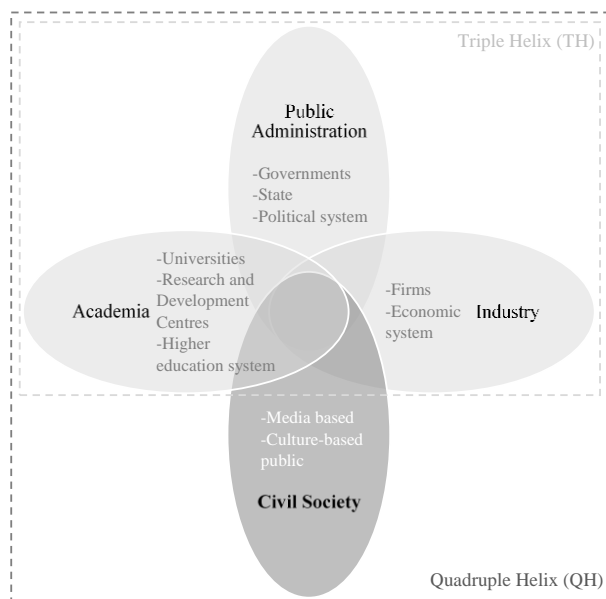 Triple Helix (TH)
Public
Administration
-Governments
-State
-Political system
Academia
-Universities
-Research and
Development
Centres
-Higher
education system
-Firms
-Economic
system
Industry
-Media based
-Culture-based
public
Civil Society
Quadruple Helix (QH)